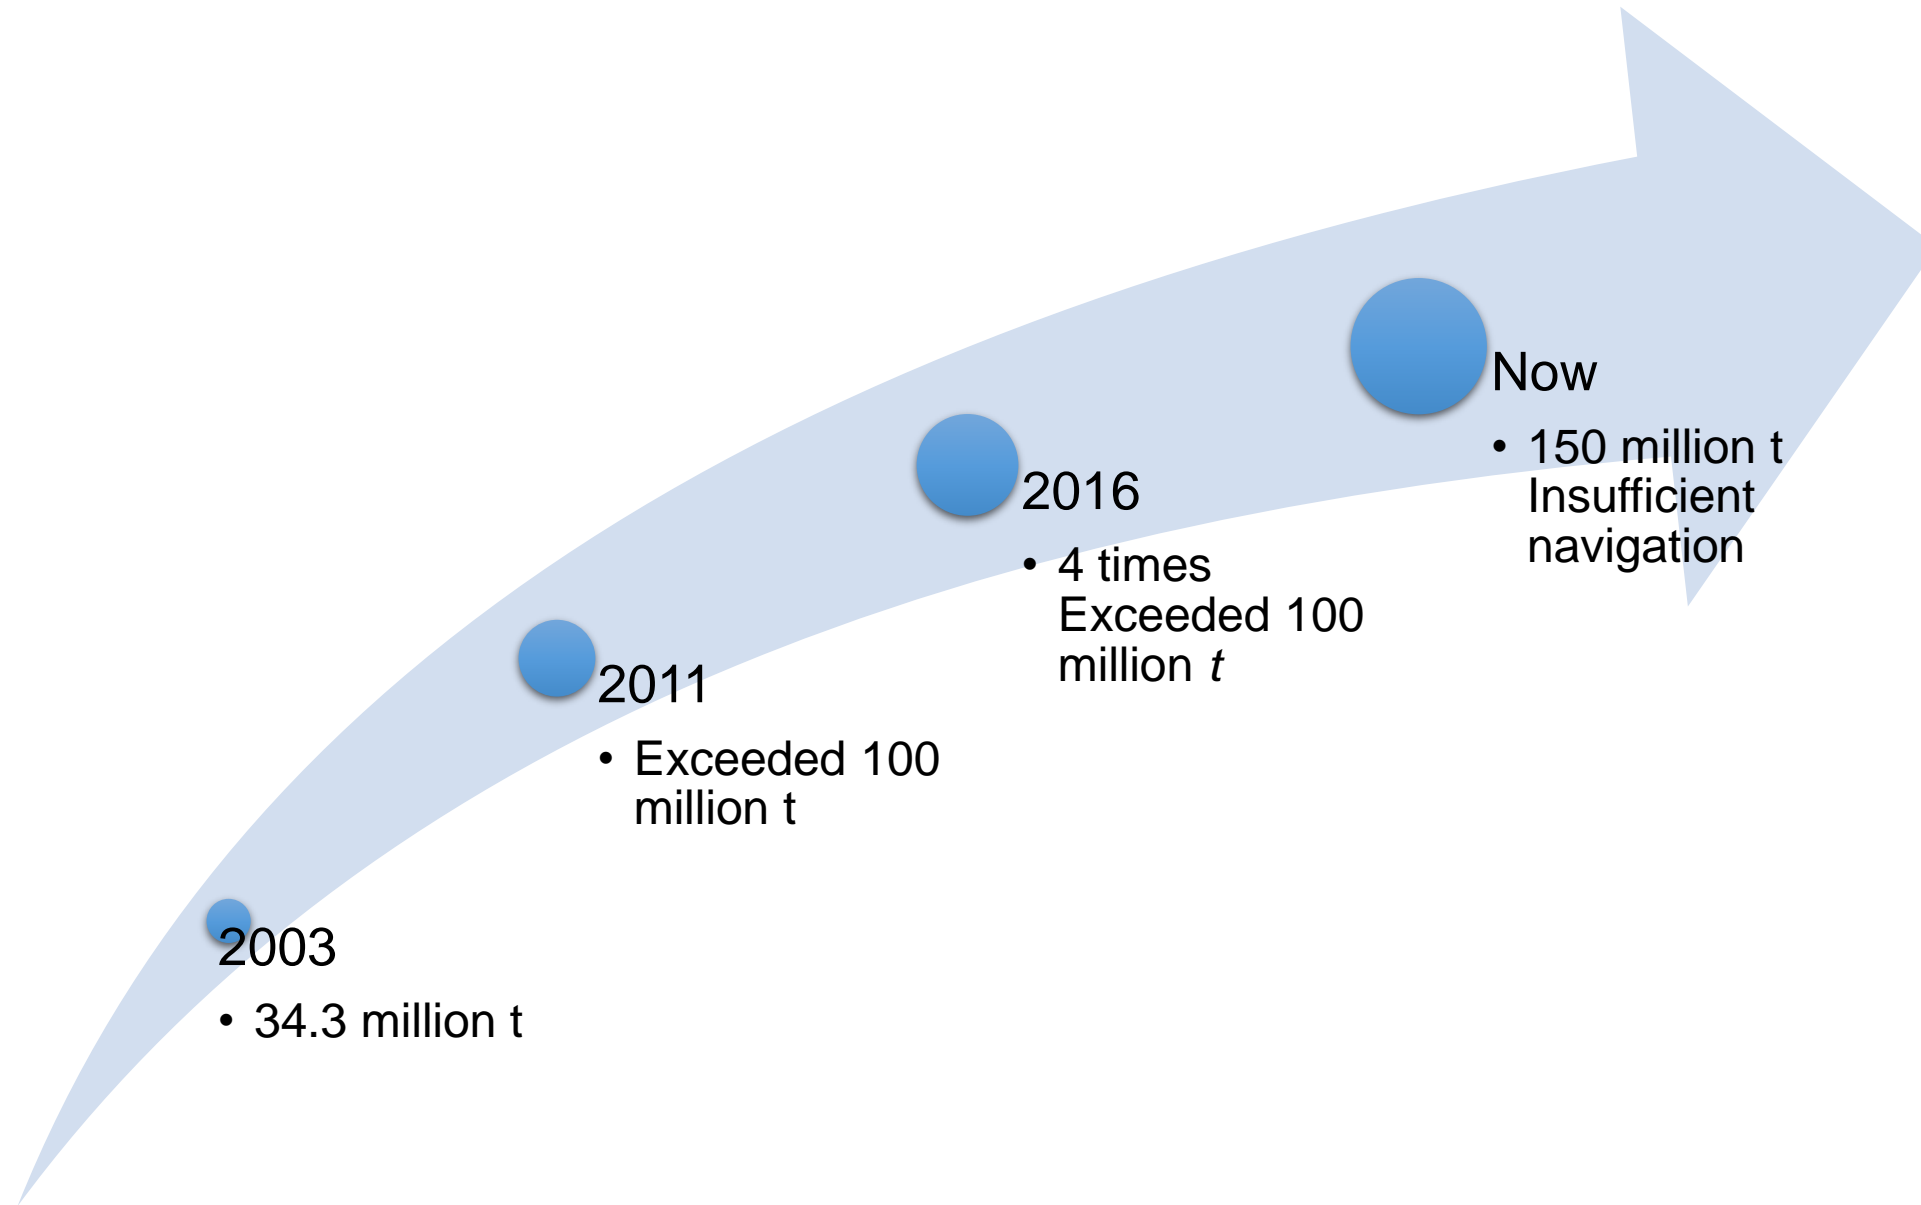 2003
• 34.3 million t
2011
• Exceeded 100
million t
2016
• 4 times
Exceeded 100
million t
Now
• 150 million t
Insufficient
navigation